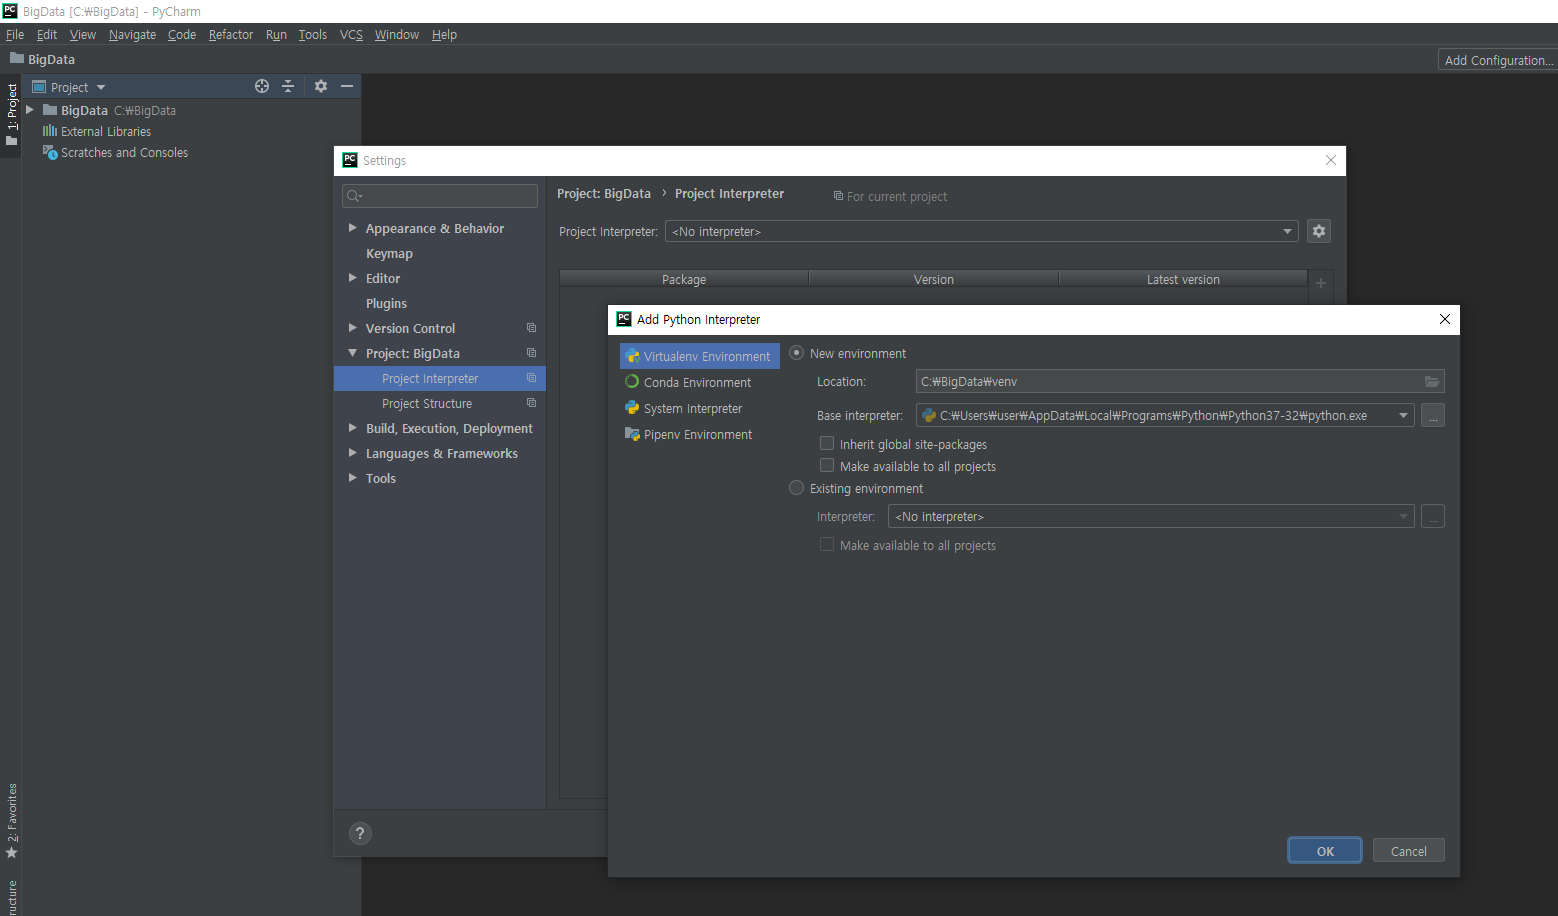 BigData [C:₩BigData] - PyCharm
File Edit View Navigate Code Refactor Run Tools VCS Window Help
BigData
Add Configuration...
1: Project
Project
BigData C:₩BigData
External Libraries
Scratches and Consoles
Settings
Project: BigData › Project Interpreter For current project
Appearance & Behavior
Keymap
Editor
Plugins
Version Control
Project: BigData
Project Interpreter
Project Structure
Build, Execution, Deployment
Languages & Frameworks
Tools
Project Interpreter: <No interpreter>
Package Version Latest version
Add Python Interpreter
Virtualenv Environment
Conda Environment
System Interpreter
Pipenv Environment
New environment
Location: C:₩BigData₩venv
Base interpreter: C:₩Users₩user₩AppData₩Local₩Programs₩Python₩Python37-32₩python.exe ...
Inherit global site-packages
Make available to all projects
Existing environment
Interpreter: <No interpreter> ...
Make available to all projects
OK Cancel
?
2: Favorites
ructure